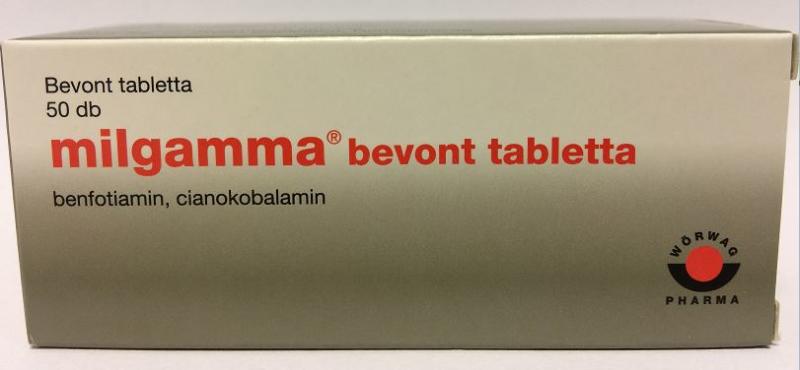 Bevont tabletta
50 db
milgamma® bevont tabletta
benfotiamin, cianokobalamin
WÖRWAG
PHARMA